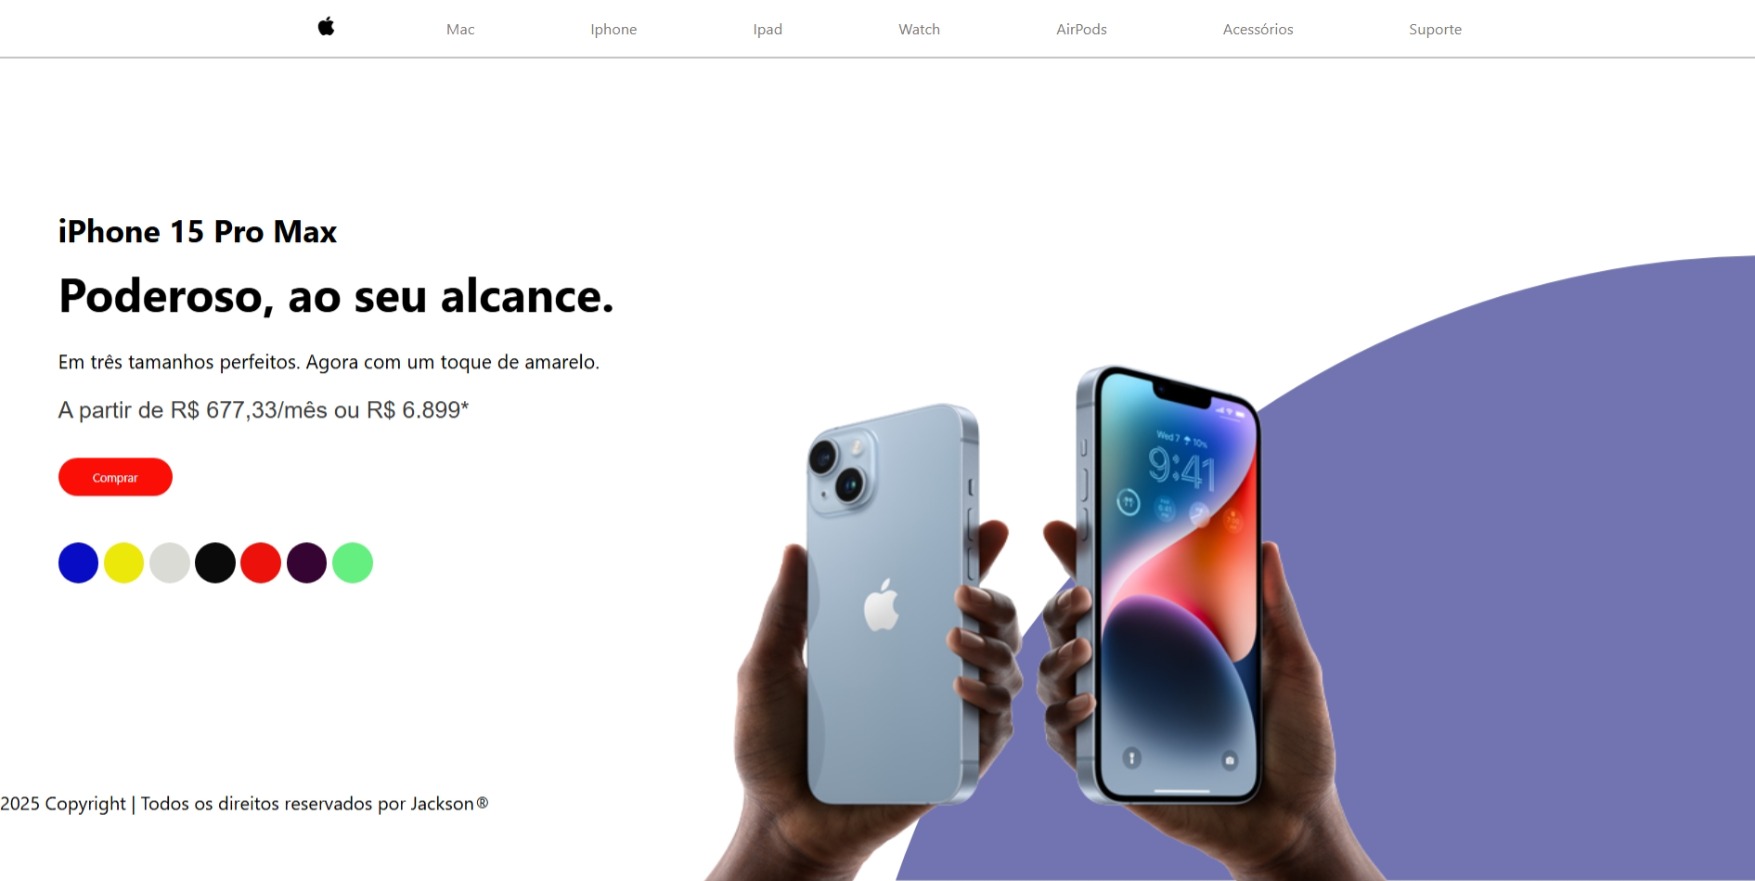 Mac Iphone Ipad Watch AirPods Acessórios Suporte
iPhone 15 Pro Max
Poderoso, ao seu alcance.
Em três tamanhos perfeitos. Agora com um toque de amarelo.
A partir de R$ 677,33/mês ou R$ 6.899*
Comprar
Wed 7 10%
9:41
2025 Copyright | Todos os direitos reservados por Jackson®